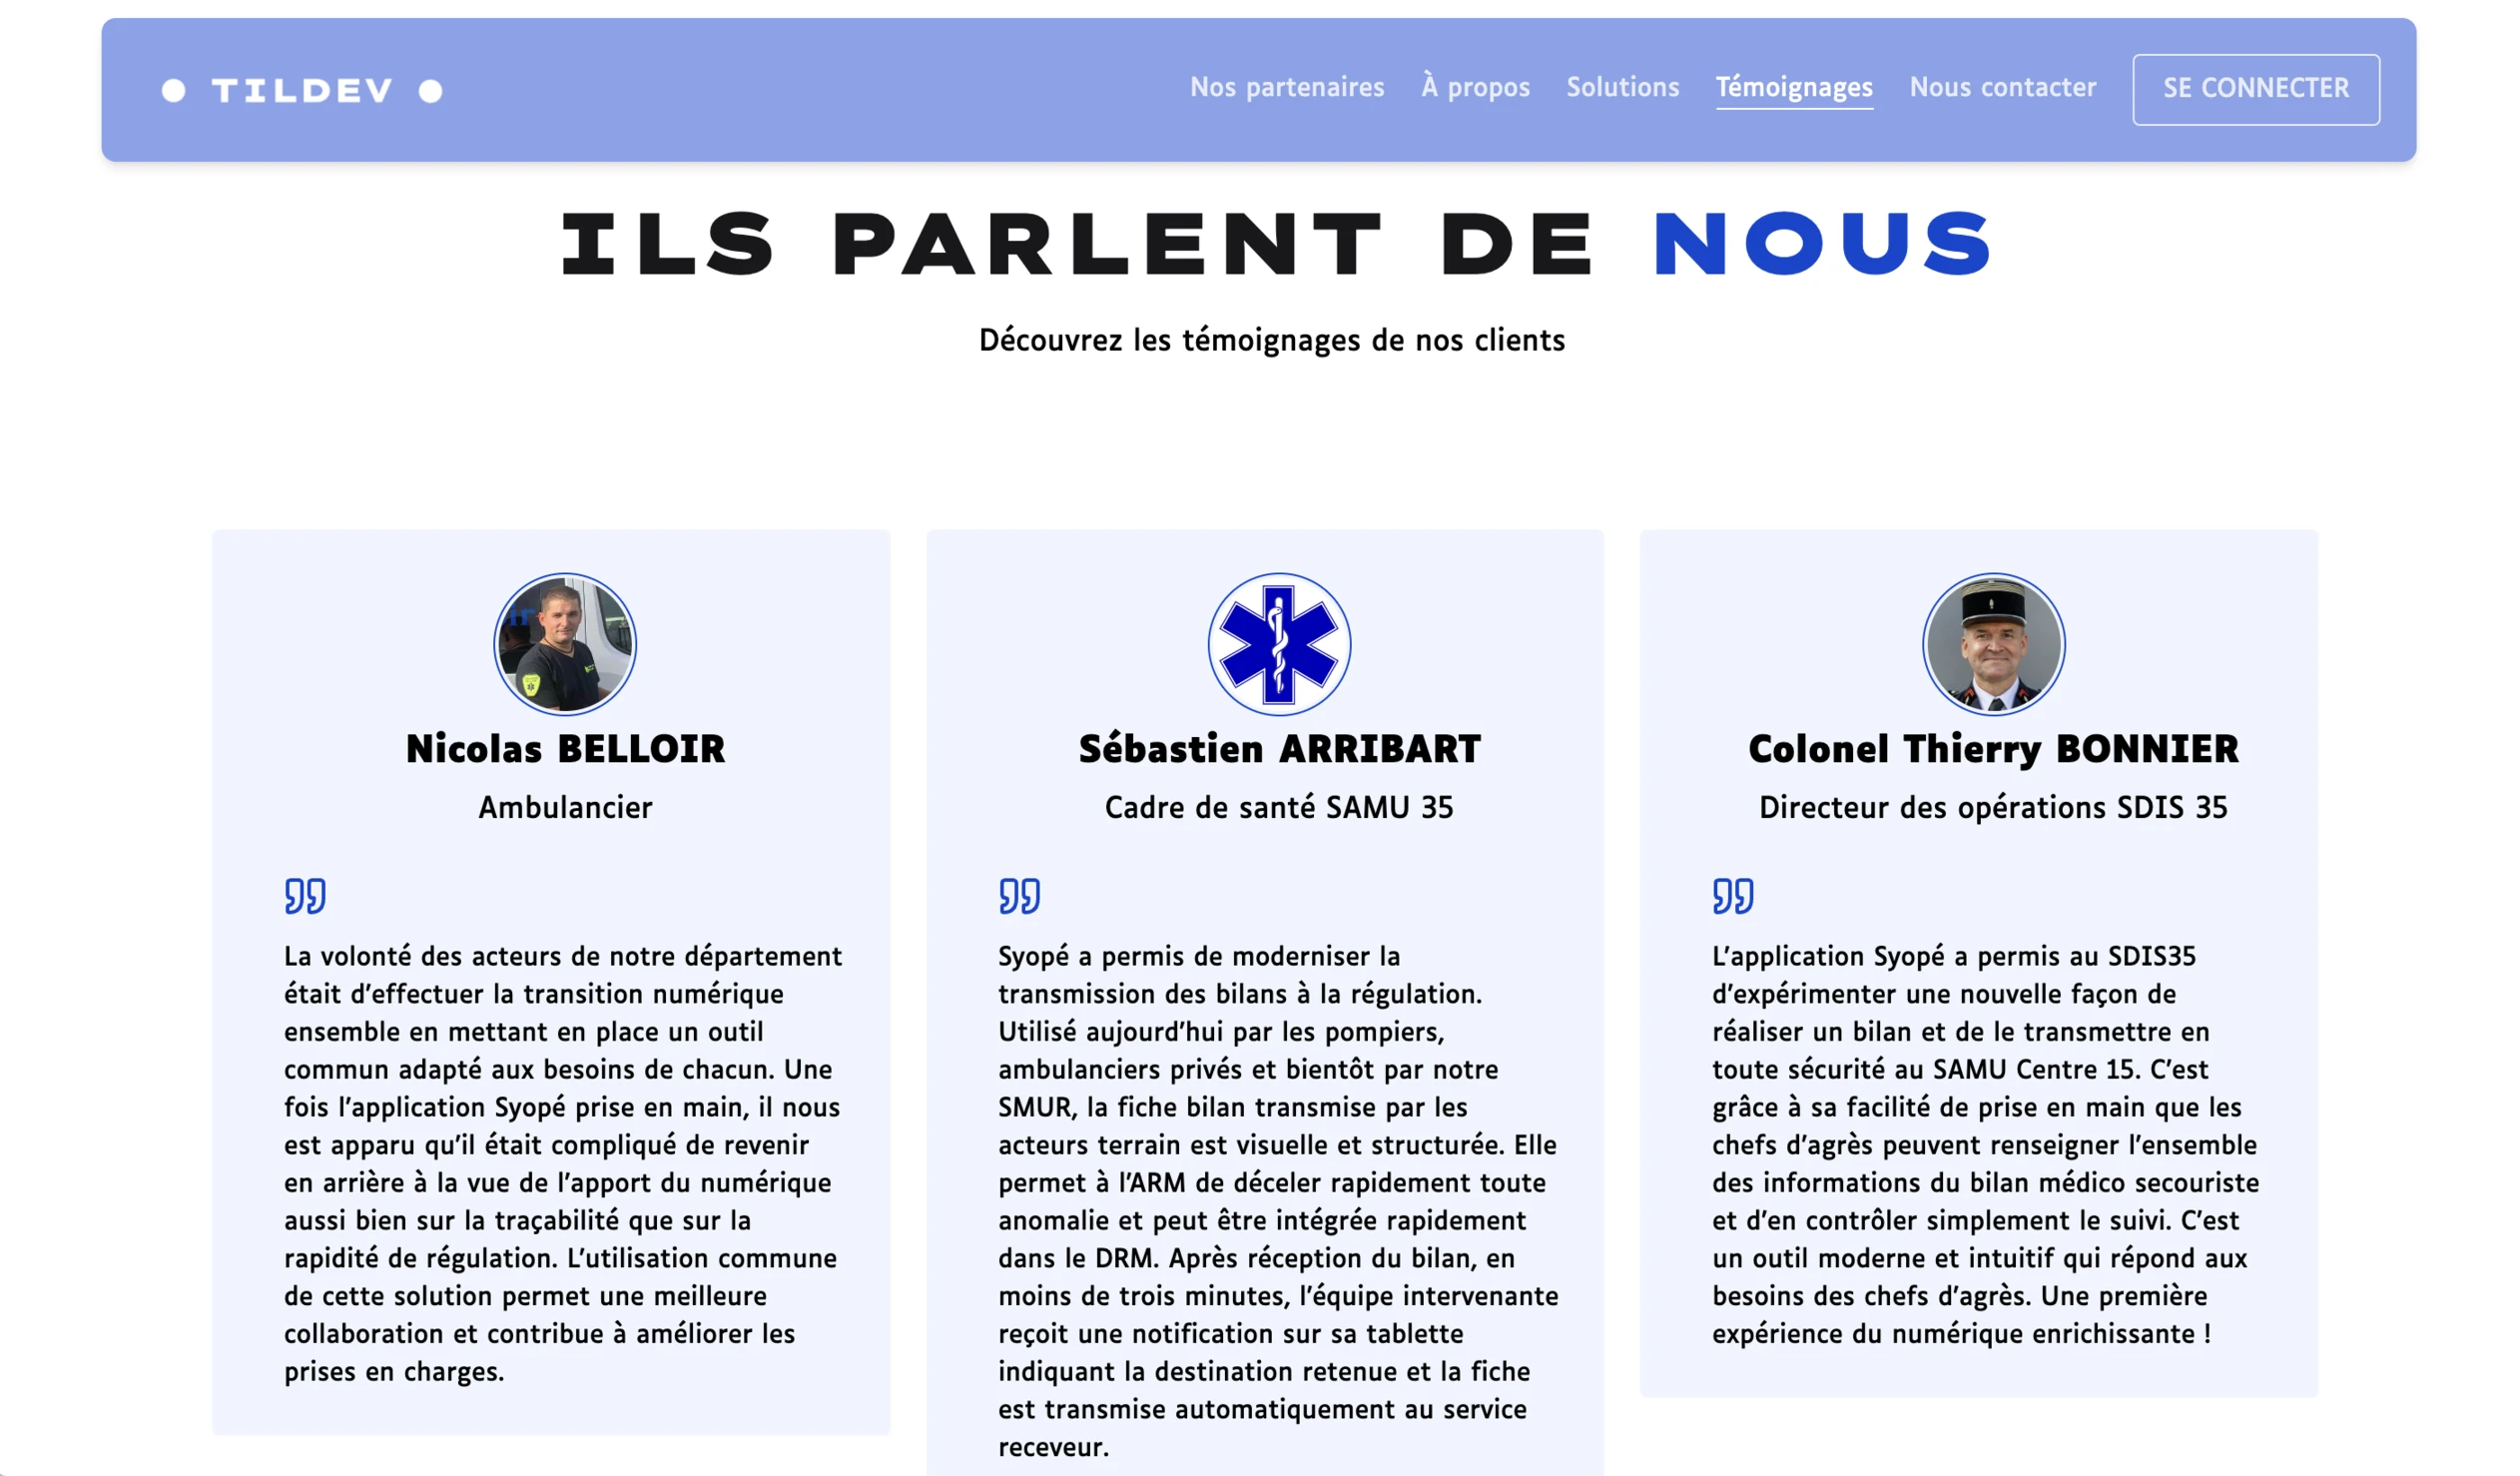 TILDEV
Nos partenaires
À propos
Solutions
Témoignages
Nous contacter
SE CONNECTER
ILS PARLENT DE NOUS
Découvrez les témoignages de nos clients
Nicolas BELLOIR
Ambulancier
La volonté des acteurs de notre département
était d'effectuer la transition numérique
ensemble en mettant en place un outil
commun adapté aux besoins de chacun. Une
fois l'application Syopé prise en main, il nous
est apparu qu'il était compliqué de revenir
en arrière à la vue de l'apport du numérique
aussi bien sur la traçabilité que sur la
rapidité de régulation. L'utilisation commune
de cette solution permet une meilleure
collaboration et contribue à améliorer les
prises en charges.
Sébastien ARRIBART
Cadre de santé SAMU 35
Syopé a permis de moderniser la
transmission des bilans à la régulation.
Utilisé aujourd'hui par les pompiers,
ambulanciers privés et bientôt par notre
SMUR, la fiche bilan transmise par les
acteurs terrain est visuelle et structurée. Elle
permet à l'ARM de déceler rapidement toute
anomalie et peut être intégrée rapidement
dans le DRM. Après réception du bilan, en
moins de trois minutes, l'équipe intervenante
reçoit une notification sur sa tablette
indiquant la destination retenue et la fiche
est transmise automatiquement au service
receveur.
Colonel Thierry BONNIER
Directeur des opérations SDIS 35
L'application Syopé a permis au SDIS35
d'expérimenter une nouvelle façon de
réaliser un bilan et de le transmettre en
toute sécurité au SAMU Centre 15. C'est
grâce à sa facilité de prise en main que les
chefs d'agrès peuvent renseigner l'ensemble
des informations du bilan médico secouriste
et d'en contrôler simplement le suivi. C'est
un outil moderne et intuitif qui répond aux
besoins des chefs d'agrès. Une première
expérience du numérique enrichissante !